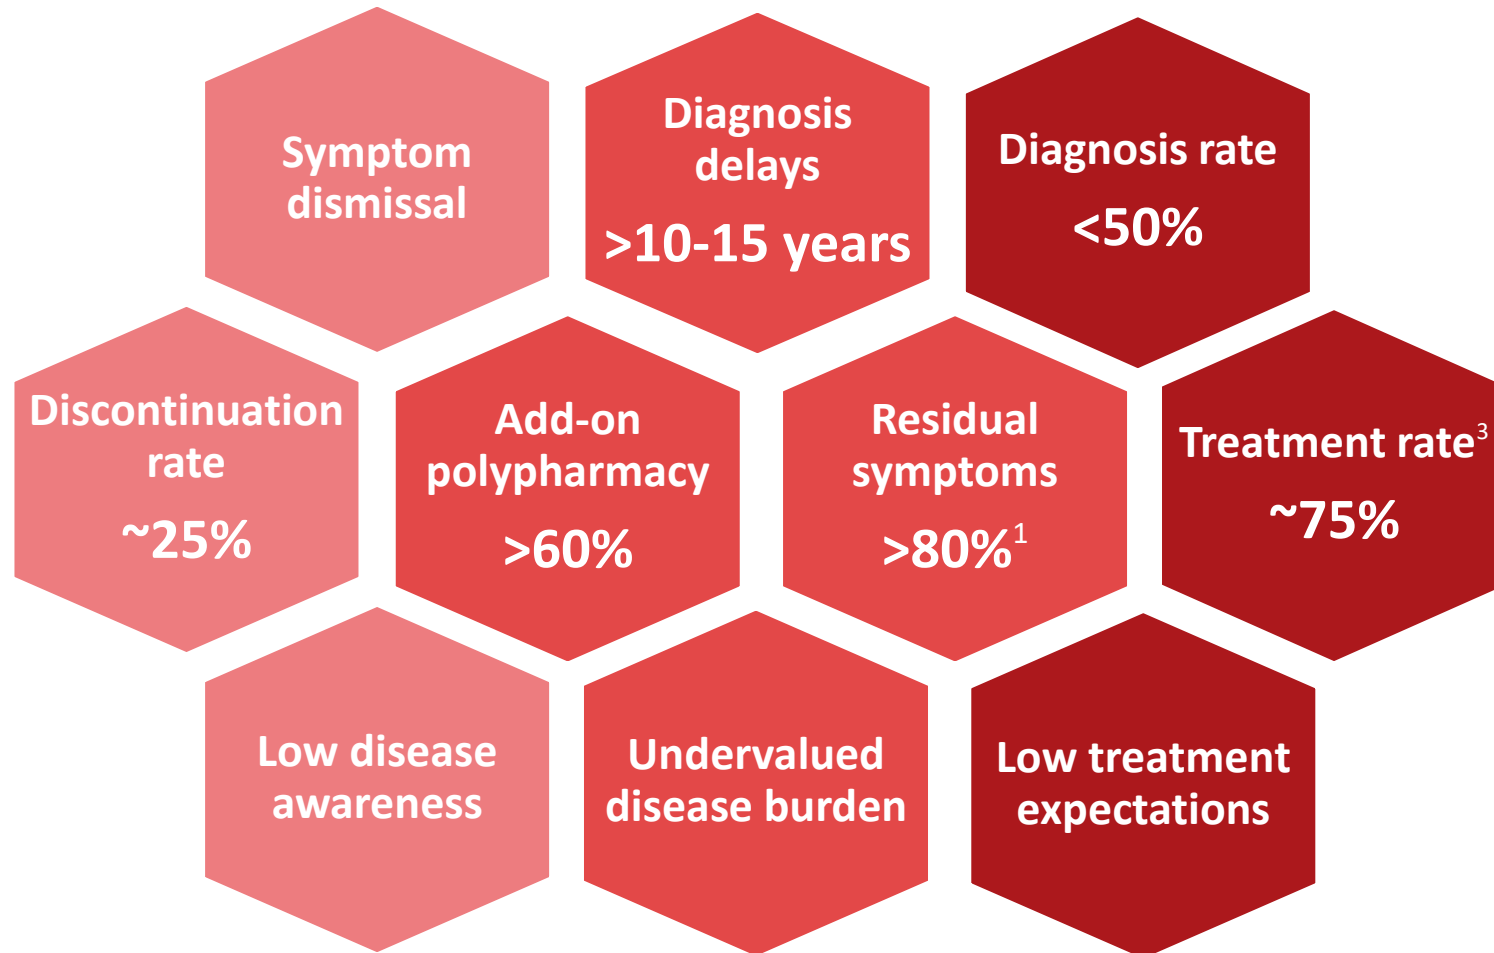 Symptom
dismissal
Diagnosis
delays
>10-15 years
Diagnosis rate
<50%
Discontinuation
rate
~25%
Add-on
polypharmacy
>60%
Residual
symptoms
>80%1
Treatment rate3
~75%
Low disease
awareness
Undervalued
disease burden
Low treatment
expectations